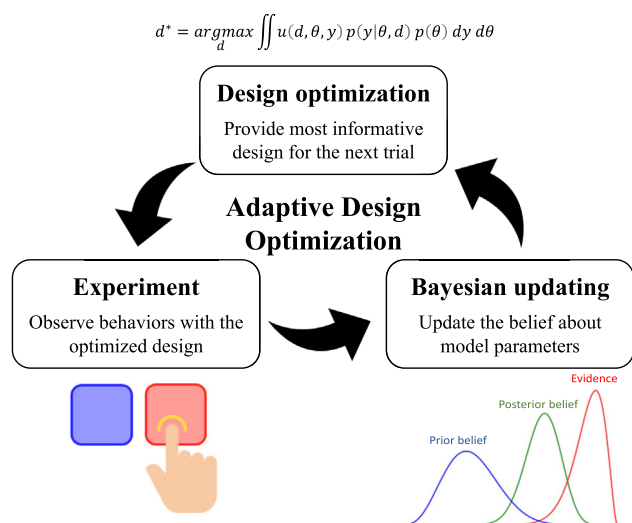 d* = argmax d ∬ u(d, θ, y) p(y|θ, d) p(θ) dy dθ
Design optimization
Provide most informative
design for the next trial
Adaptive Design
Optimization
Experiment
Observe behaviors with the
optimized design
Bayesian updating
Update the belief about
model parameters
Evidence
Posterior belief
Prior belief